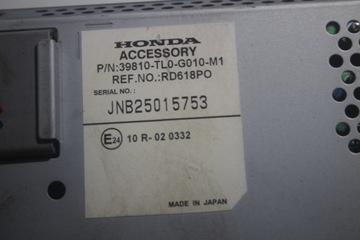 HONDA
ACCESSORY
P/N:39810-TL0-G010-M1
REF.NO.:RD618PO
SERIAL NO.:
JNB25015753
E24 10 R-02 0332
MADE IN JAPAN